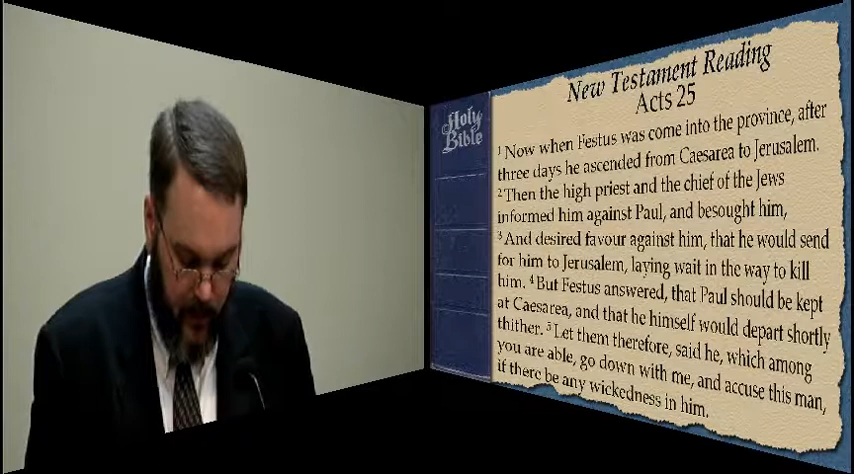 Holy
Bible
New Testament Reading
Acts 25
1 Now when Festus was come into the province, after
three days he ascended from Caesarea to Jerusalem.
2 Then the high priest and the chief of the Jews
informed him against Paul, and besought him,
3 And desired favour against him, that he would send
for him to Jerusalem, laying wait in the way to kill
him. 4 But Festus answered, that Paul should be kept
at Caesarea, and that he himself would depart shortly
thither. 5 Let them therefore, said he, which among
you are able, go down with me, and accuse this man,
if there be any wickedness in him.